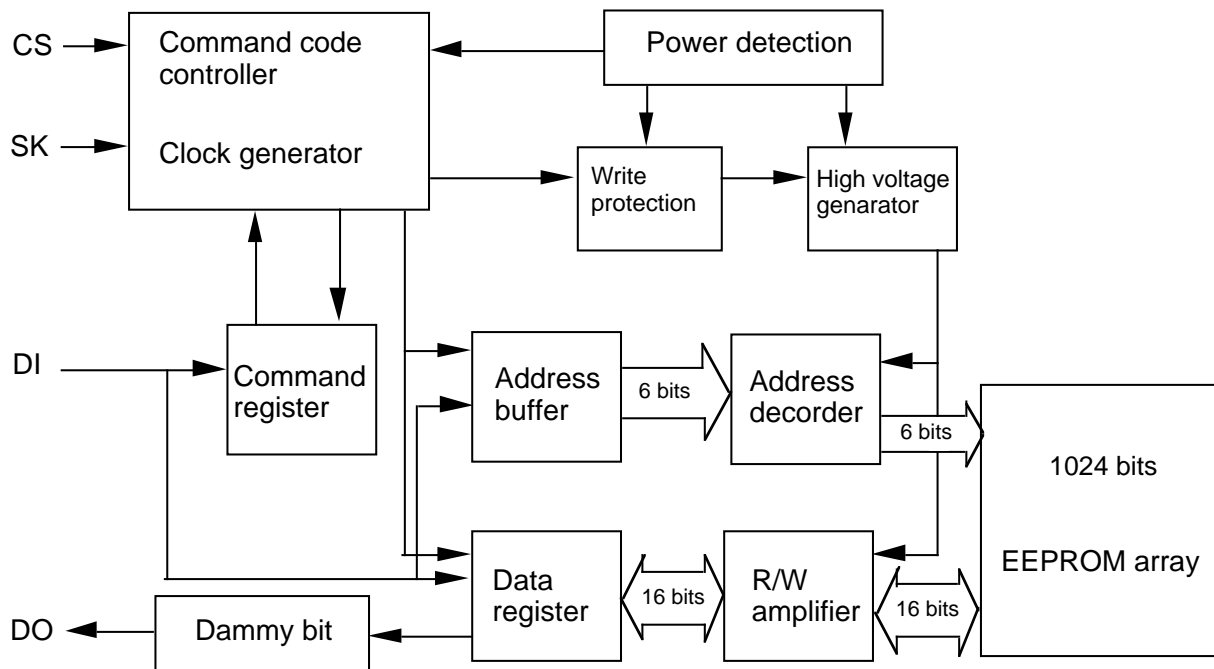 CS
Command code
controller
Power detection
SK
Clock generator
Write
protection
High voltage
genarator
DI
Command
register
Address
buffer
6 bits
Address
decorder
6 bits
1024 bits
EEPROM array
Data
register
16 bits
R/W
amplifier
16 bits
DO
Dammy bit